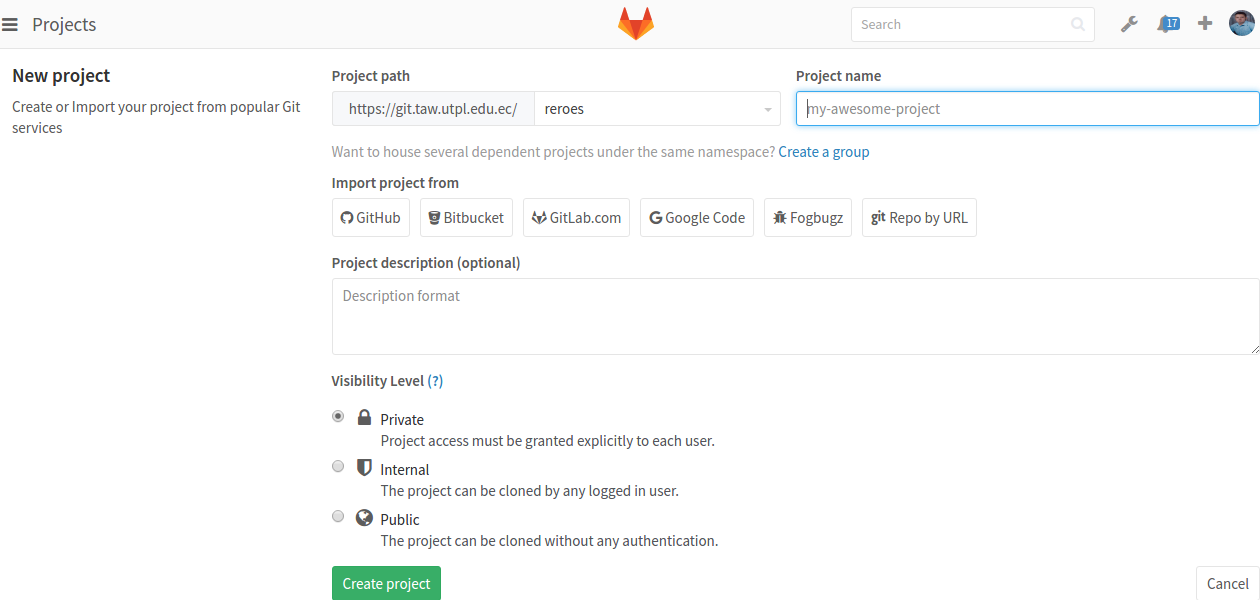 Projects
Search
17
New project
Create or Import your project from popular Git
services
Project path
Project name
https://git.taw.utpl.edu.ec/
reroes
my-awesome-project
Want to house several dependent projects under the same namespace? Create a group
Import project from
GitHub
Bitbucket
GitLab.com
Google Code
Fogbugz
git Repo by URL
Project description (optional)
Description format
Visibility Level (?)
Private
Project access must be granted explicitly to each user.
Internal
The project can be cloned by any logged in user.
Public
The project can be cloned without any authentication.
Create project
Cancel